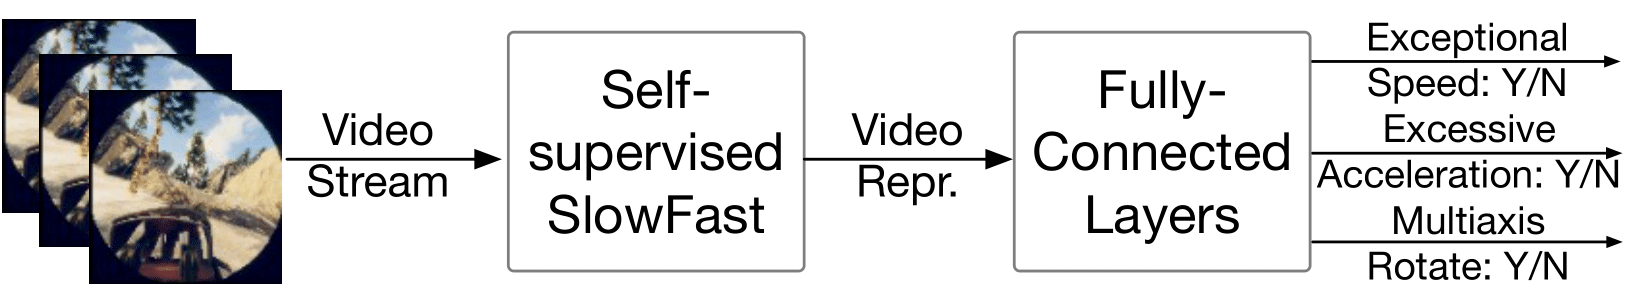 Video
Stream
Self-
supervised
SlowFast
Video
Repr.
Fully-
Connected
Layers
Exceptional
Speed: Y/N
Excessive
Acceleration: Y/N
Multiaxis
Rotate: Y/N